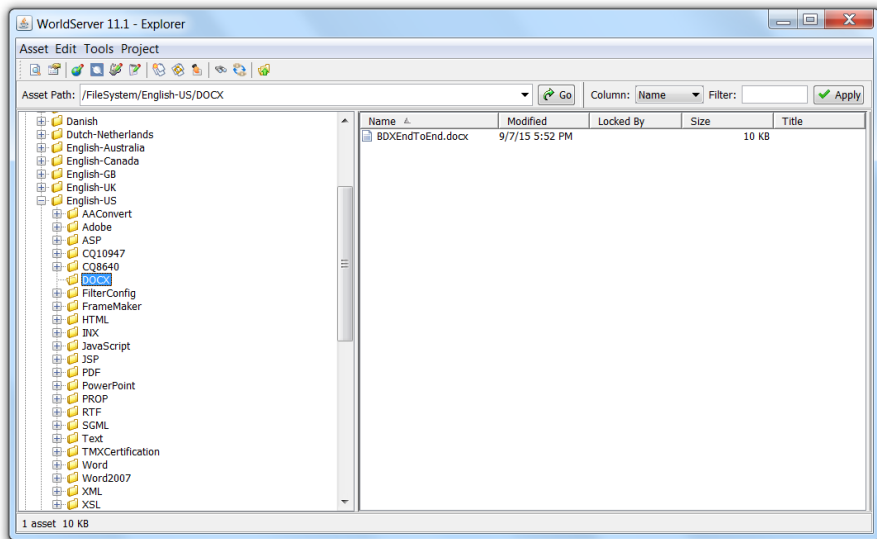 WorldServer 11.1 - Explorer
Asset Edit Tools Project
Asset Path: /FileSystem/English-US/DOCX Go Column: Name Filter: Apply
Danish
Dutch-Netherlands
English-Australia
English-Canada
English-GB
English-UK
English-US
AAConvert
Adobe
ASP
CQ10947
CQ8640
DOCX
FilterConfig
FrameMaker
HTML
INX
JavaScript
JSP
PDF
PowerPoint
PROP
RTF
SGML
Text
TMXCertification
Word
Word2007
XML
XSL
Name Modified Locked By Size Title
BDXEndToEnd.docx 9/7/15 5:52 PM 10 KB
1 asset 10 KB